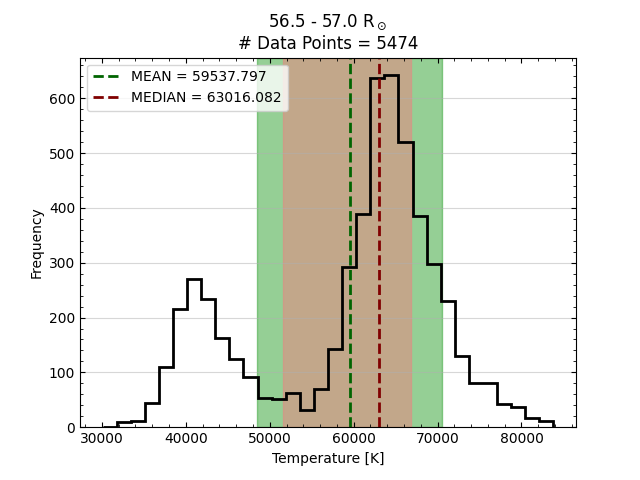 56.5 - 57.0 R⊙
# Data Points = 5474
MEAN = 59537.797
MEDIAN = 63016.082
600
500
400
300
200
100
0
Frequency
30000 40000 50000 60000 70000 80000
Temperature [K]